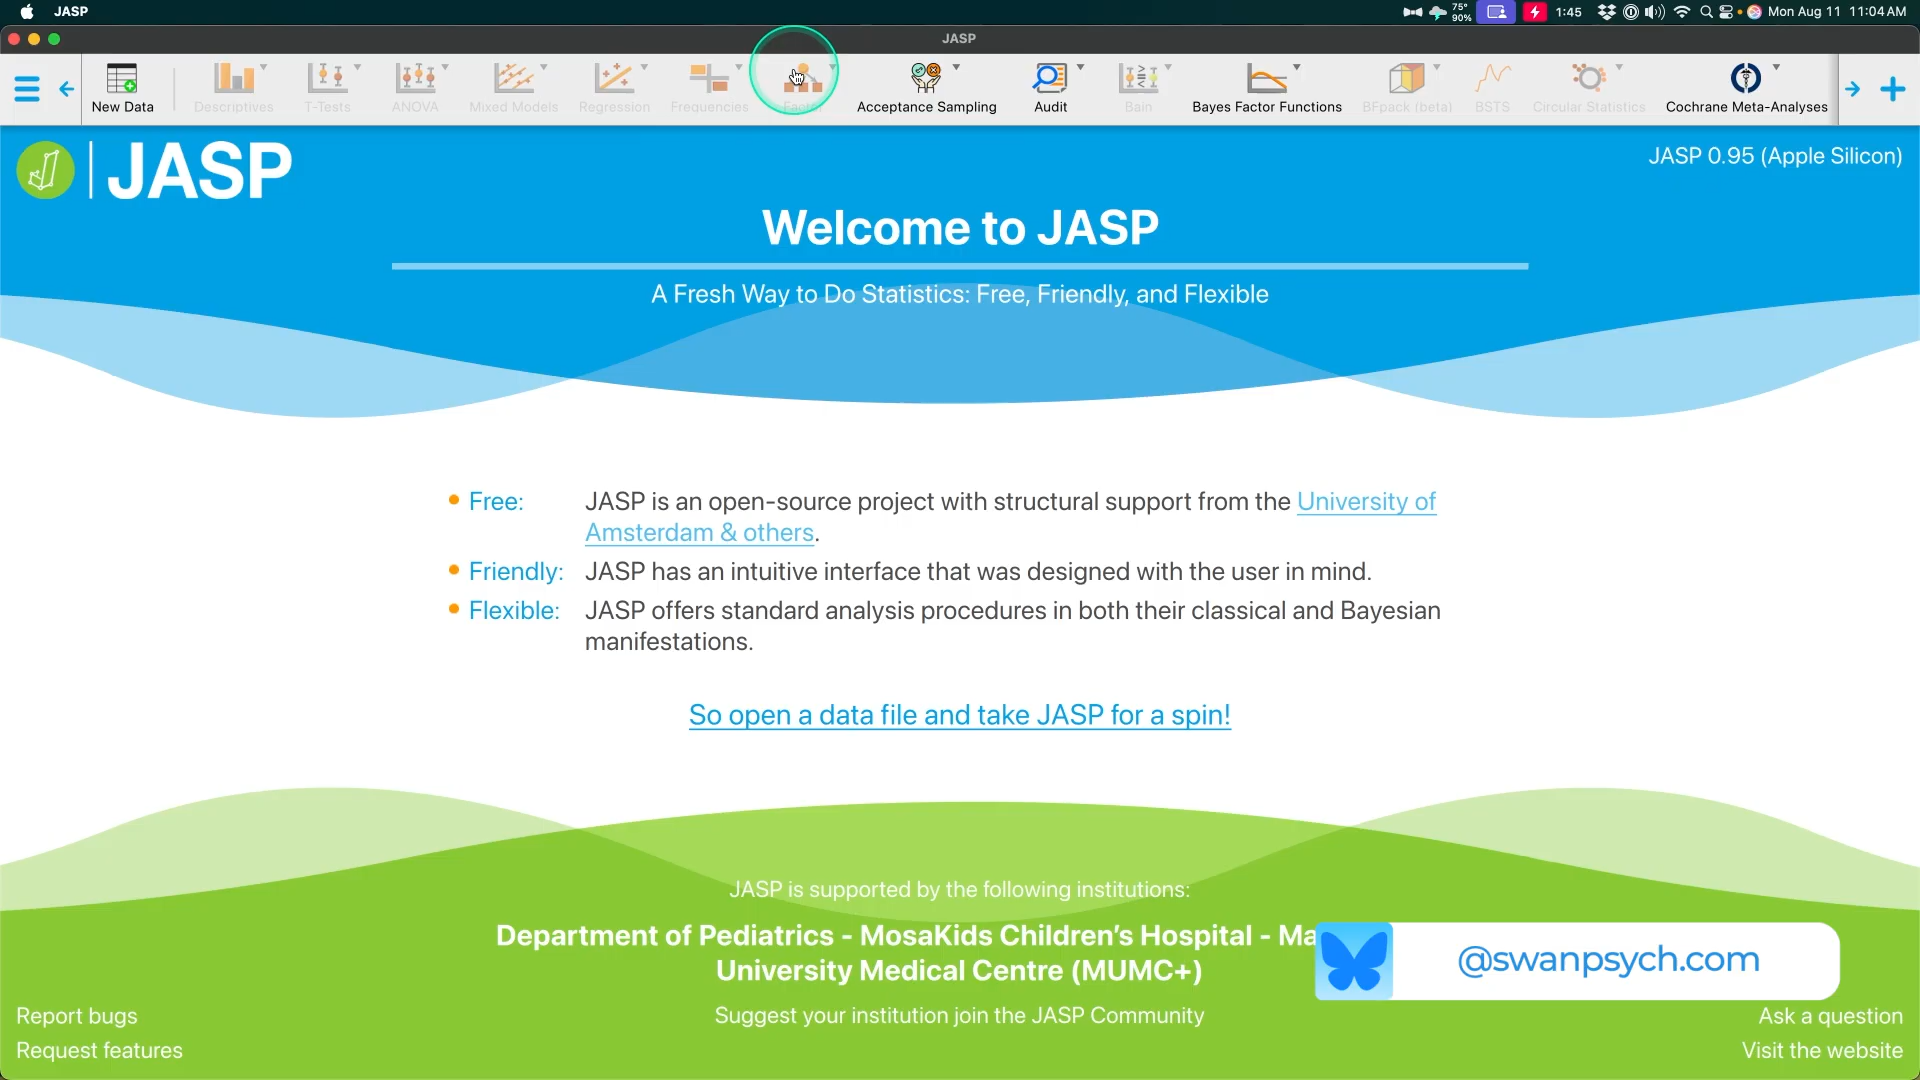 JASP
75°
90%
1:45
Mon Aug 11 11:04 AM
JASP
New Data
Descriptives
T-Tests
ANOVA
Mixed Models
Regression
Frequencies
Factor
Acceptance Sampling
Audit
Bain
Bayes Factor Functions
BFpack (beta)
BSTS
Circular Statistics
Cochrane Meta-Analyses
JASP
JASP 0.95 (Apple Silicon)
Welcome to JASP
A Fresh Way to Do Statistics: Free, Friendly, and Flexible
Free: JASP is an open-source project with structural support from the University of
Amsterdam & others.
Friendly: JASP has an intuitive interface that was designed with the user in mind.
Flexible: JASP offers standard analysis procedures in both their classical and Bayesian
manifestations.
So open a data file and take JASP for a spin!
JASP is supported by the following institutions:
Department of Pediatrics - MosaKids Children's Hospital - Ma
University Medical Centre (MUMC+)
@swanpsych.com
Suggest your institution join the JASP Community
Report bugs
Request features
Ask a question
Visit the website